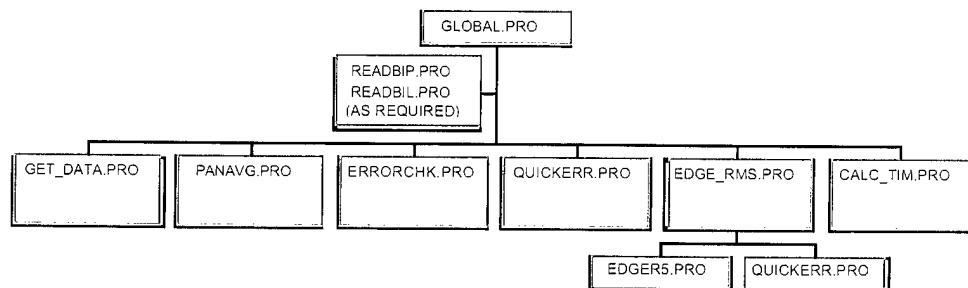 GLOBAL.PRO
READBIP.PRO
READBIL.PRO
(AS REQUIRED)
GET_DATA.PRO
PANAVG.PRO
ERRORCHK.PRO
QUICKERR.PRO
EDGE_RMS.PRO
CALC_TIM.PRO
EDGER5.PRO
QUICKERR.PRO